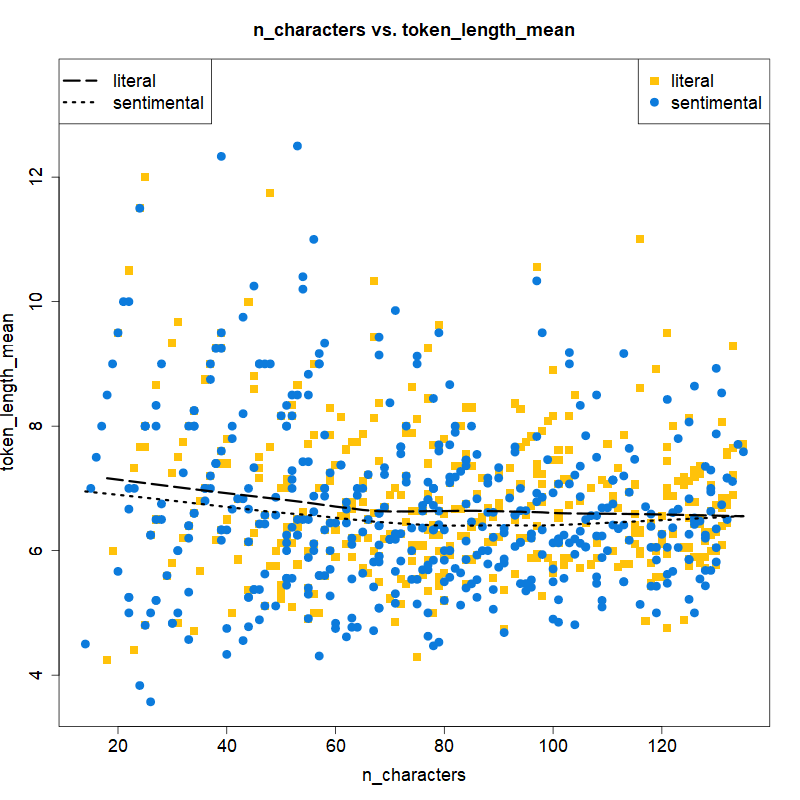 n_characters vs. token_length_mean
literal
sentimental
literal
sentimental
token_length_mean
12
10
8
6
4
20
40
60
80
100
120
n_characters